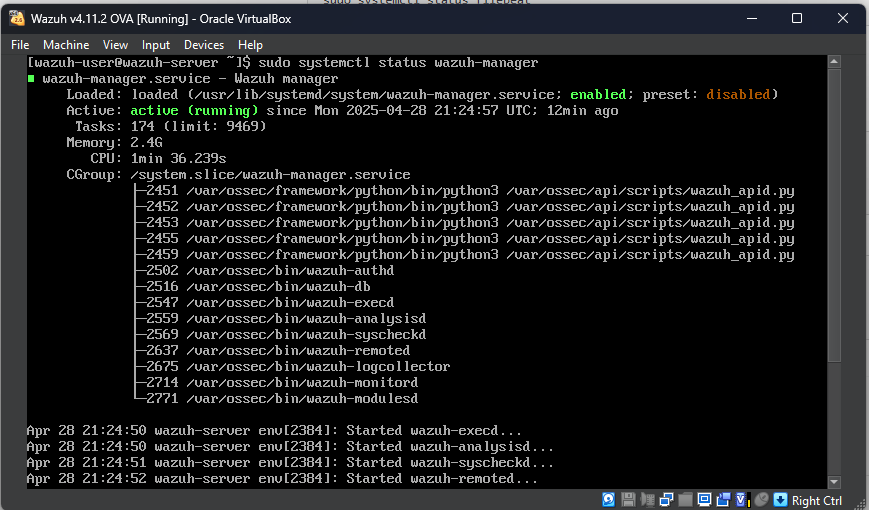 sudo systemctl status filebeat
Wazuh v4.11.2 OVA [Running] - Oracle VirtualBox
File Machine View Input Devices Help
[wazuh-user@wazuh-server ~]$ sudo systemctl status wazuh-manager
wazuh-manager.service - Wazuh manager
Loaded: loaded (/usr/lib/systemd/system/wazuh-manager.service; enabled; preset: disabled)
Active: active (running) since Mon 2025-04-28 21:24:57 UTC; 12min ago
Tasks: 174 (limit: 9469)
Memory: 2.4G
CPU: 1min 36.239s
CGroup: /system.slice/wazuh-manager.service
├─2451 /var/ossec/framework/python/bin/python3 /var/ossec/api/scripts/wazuh_apid.py
├─2452 /var/ossec/framework/python/bin/python3 /var/ossec/api/scripts/wazuh_apid.py
├─2453 /var/ossec/framework/python/bin/python3 /var/ossec/api/scripts/wazuh_apid.py
├─2455 /var/ossec/framework/python/bin/python3 /var/ossec/api/scripts/wazuh_apid.py
├─2459 /var/ossec/framework/python/bin/python3 /var/ossec/api/scripts/wazuh_apid.py
├─2502 /var/ossec/bin/wazuh-authd
├─2516 /var/ossec/bin/wazuh-db
├─2547 /var/ossec/bin/wazuh-execd
├─2559 /var/ossec/bin/wazuh-analysisd
├─2569 /var/ossec/bin/wazuh-syscheckd
├─2637 /var/ossec/bin/wazuh-remoted
├─2675 /var/ossec/bin/wazuh-logcollector
├─2714 /var/ossec/bin/wazuh-monitord
└─2771 /var/ossec/bin/wazuh-modulesd
Apr 28 21:24:50 wazuh-server env[2384]: Started wazuh-execd...
Apr 28 21:24:50 wazuh-server env[2384]: Started wazuh-analysisd...
Apr 28 21:24:51 wazuh-server env[2384]: Started wazuh-syscheckd...
Apr 28 21:24:52 wazuh-server env[2384]: Started wazuh-remoted...
Right Ctrl